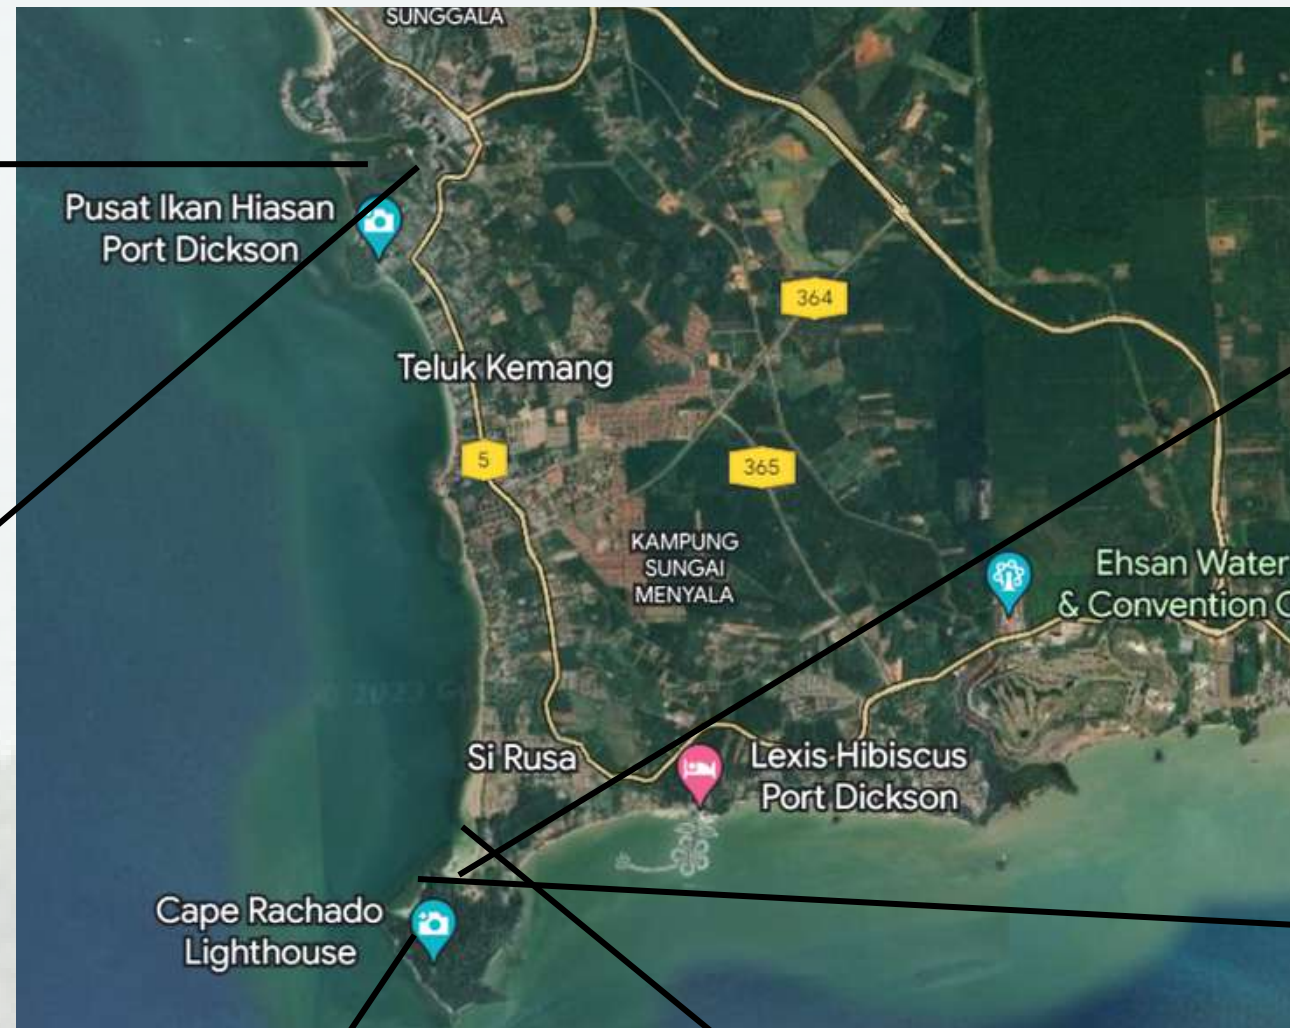 SUNGGALA
Pusat Ikan Hiasan
Port Dickson
364
Teluk Kemang
5
365
KAMPUNG
SUNGAI
MENYALA
Ehsan Water
& Convention C
Si Rusa
Lexis Hibiscus
Port Dickson
Cape Rachado
Lighthouse